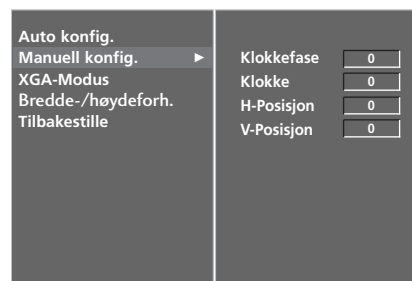 Auto konfig.
Manuell konfig. ►
XGA-Modus
Bredde-/høydeforh.
Tilbakestille
Klokkefase 0
Klokke 0
H-Posisjon 0
V-Posisjon 0